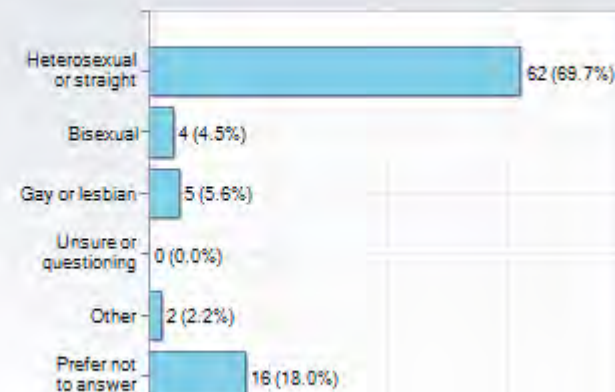 Heterosexual
or straight
62 (69.7%)
Bisexual
4 (4.5%)
Gay or lesbian
5 (5.6%)
Unsure or
questioning
0 (0.0%)
Other
2 (2.2%)
Prefer not
to answer
16 (18.0%)